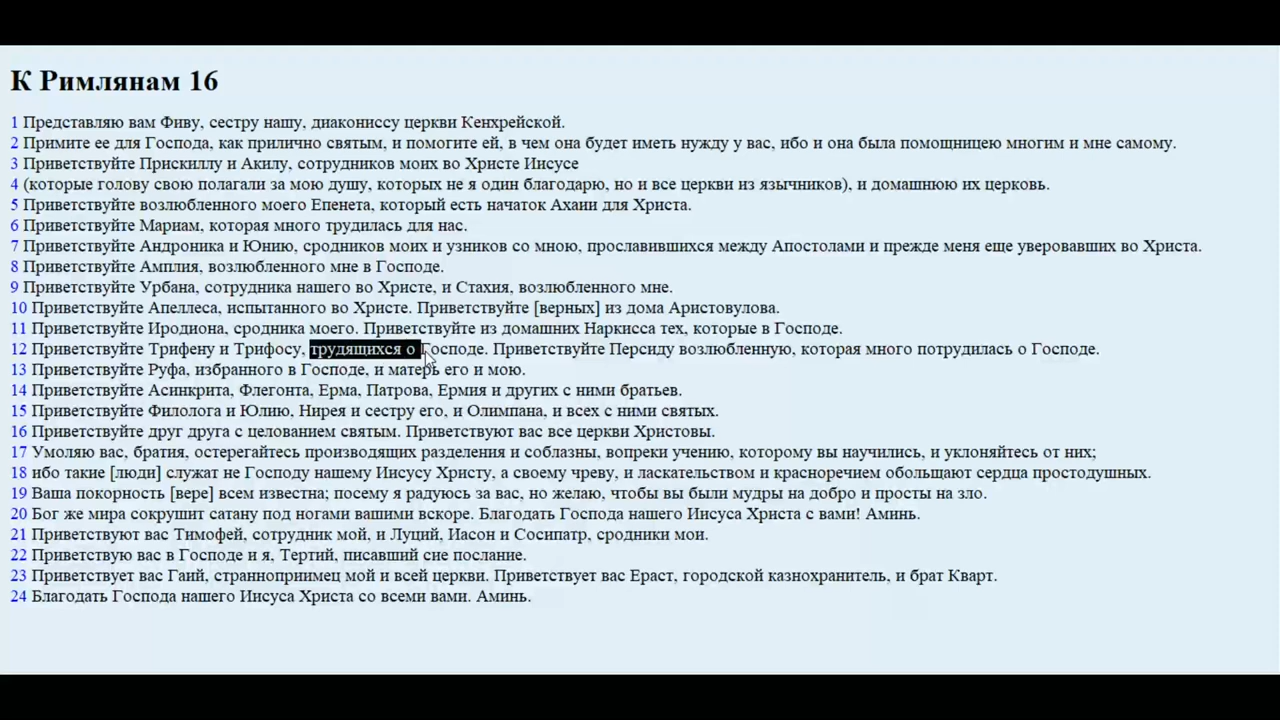 К Римлянам 16
1 Представляю вам Фиву, сестру нашу, диакониссу церкви Кенхрейской.
2 Примите ее для Господа, как прилично святым, и помогите ей, в чем она будет иметь нужду у вас, ибо и она была помощницею многим и мне самому.
3 Приветствуйте Прискиллу и Акилу, сотрудников моих во Христе Иисусе
4 (которые голову свою полагали за мою душу, которых не я один благодарю, но и все церкви из язычников), и домашнюю их церковь.
5 Приветствуйте возлюбленного моего Епенета, который есть начаток Ахаии для Христа.
6 Приветствуйте Мариам, которая много трудилась для нас.
7 Приветствуйте Андроника и Юнию, сродников моих и узников со мною, прославившихся между Апостолами и прежде меня еще уверовавших во Христа.
8 Приветствуйте Амплия, возлюбленного мне в Господе.
9 Приветствуйте Урбана, сотрудника нашего во Христе, и Стахия, возлюбленного мне.
10 Приветствуйте Апеллеса, испытанного во Христе. Приветствуйте [верных] из дома Аристовулова.
11 Приветствуйте Иродиона, сродника моего. Приветствуйте из домашних Наркисса тех, которые в Господе.
12 Приветствуйте Трифену и Трифосу, трудящихся о Господе. Приветствуйте Персиду возлюбленную, которая много потрудилась о Господе.
13 Приветствуйте Руфа, избранного в Господе, и матерь его и мою.
14 Приветствуйте Асинкрита, Флегонта, Ерма, Патрова, Ермия и других с ними братьев.
15 Приветствуйте Филолога и Юлию, Нирея и сестру его, и Олимпана, и всех с ними святых.
16 Приветствуйте друг друга с целованием святым. Приветствуют вас все церкви Христовы.
17 Умоляю вас, братия, остерегайтесь производящих разделения и соблазны, вопреки учению, которому вы научились, и уклоняйтесь от них;
18 ибо такие [люди] служат не Господу нашему Иисусу Христу, а своему чреву, и ласкательством и красноречием обольщают сердца простодушных.
19 Ваша покорность [вере] всем известна; посему я радуюсь за вас, но желаю, чтобы вы были мудры на добро и просты на зло.
20 Бог же мира сокрушит сатану под ногами вашими вскоре. Благодать Господа нашего Иисуса Христа с вами! Аминь.
21 Приветствуют вас Тимофей, сотрудник мой, и Луций, Иасон и Сосипатр, сродники мои.
22 Приветствую вас в Господе и я, Тертий, писавший сие послание.
23 Приветствует вас Гаий, странноприимец мой и всей церкви. Приветствует вас Ераст, городской казнохранитель, и брат Кварт.
24 Благодать Господа нашего Иисуса Христа со всеми вами. Аминь.